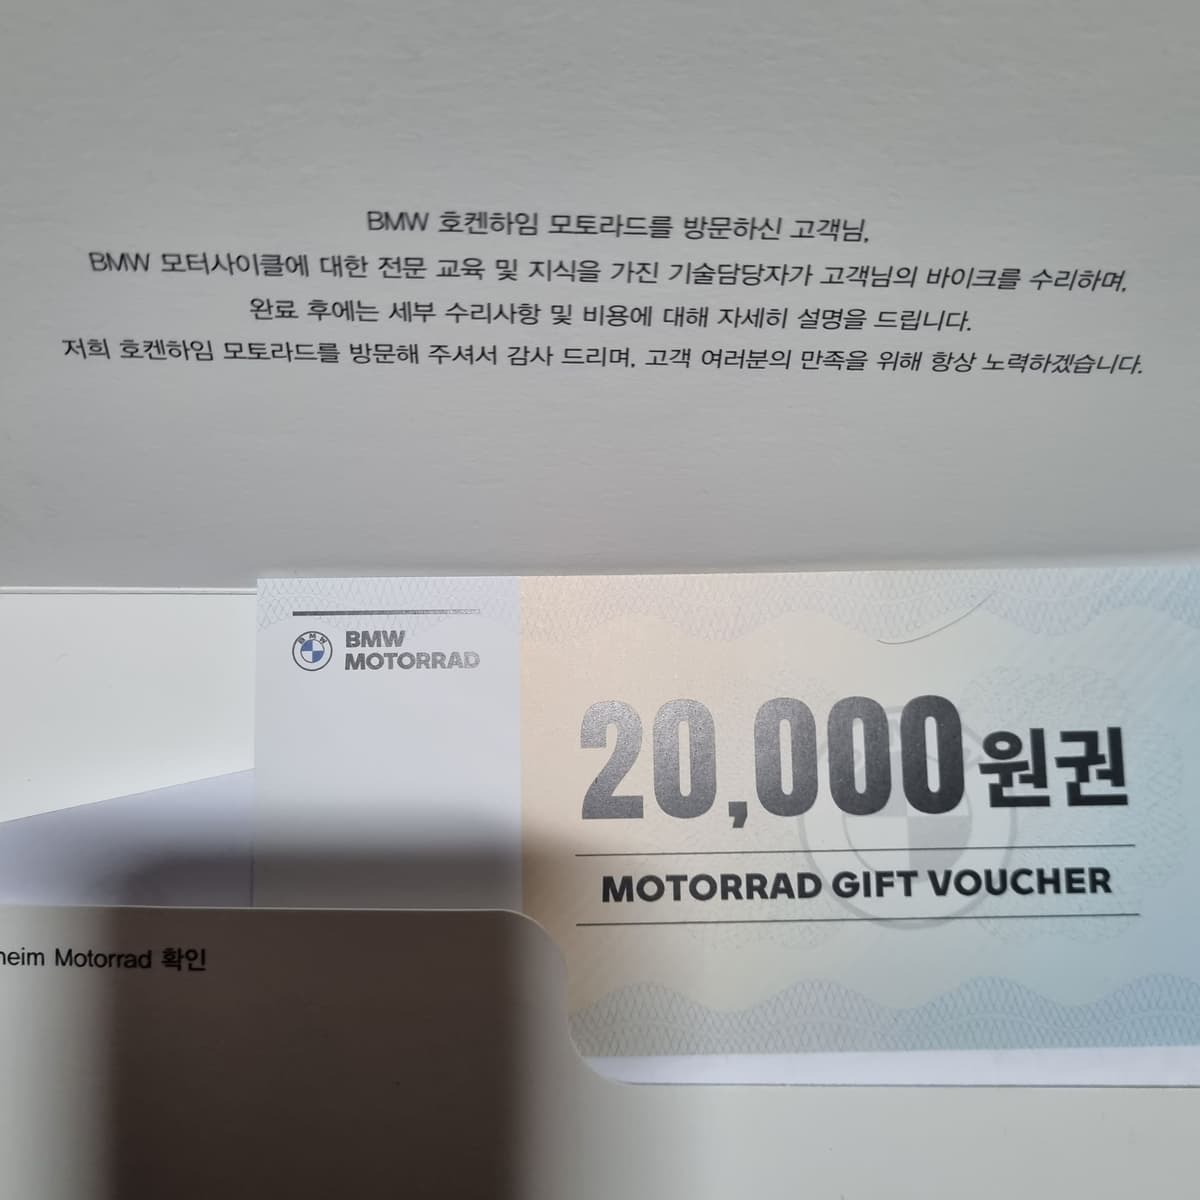 BMW 호켄하임 모토라드를 방문하신 고객님,
BMW 모터사이클에 대한 전문 교육 및 지식을 가진 기술담당자가 고객님의 바이크를 수리하며,
완료 후에는 세부 수리사항 및 비용에 대해 자세히 설명을 드립니다.
저희 호켄하임 모토라드를 방문해 주셔서 감사 드리며, 고객 여러분의 만족을 위해 항상 노력하겠습니다.
BMW
BMW
MOTORRAD
20,000원권
MOTORRAD GIFT VOUCHER
heim Motorrad 확인